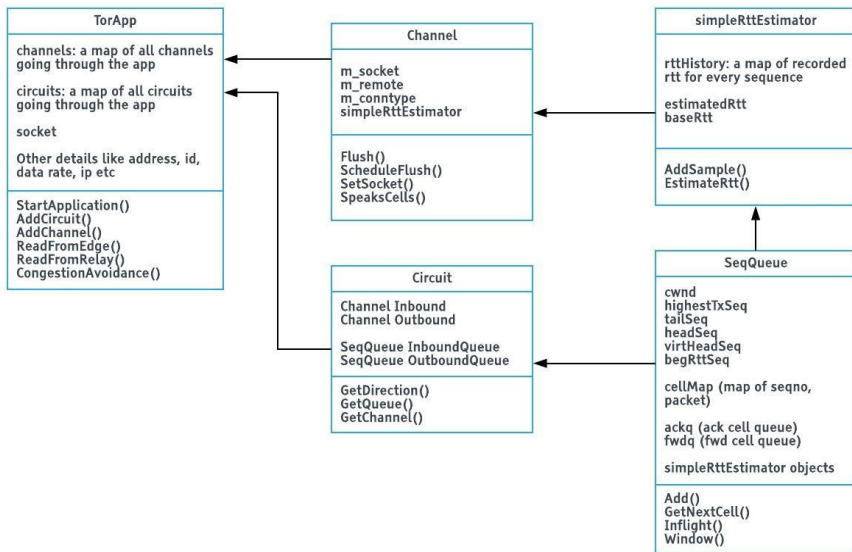 TorApp
channels: a map of all channels
going through the app
circuits: a map of all circuits
going through the app
socket
Other details like address, id,
data rate, ip etc
StartApplication()
AddCircuit()
AddChannel()
ReadFromEdge()
ReadFromRelay()
CongestionAvoidance()
Channel
m_socket
m_remote
m_conntype
simpleRttEstimator
Flush()
ScheduleFlush()
SetSocket()
SpeaksCells()
simpleRttEstimator
rttHistory: a map of recorded
rtt for every sequence
estimatedRtt
baseRtt
AddSample()
EstimateRtt()
Circuit
Channel Inbound
Channel Outbound
SeqQueue InboundQueue
SeqQueue OutboundQueue
GetDirection()
GetQueue()
GetChannel()
SeqQueue
cwnd
highestTxSeq
tailSeq
headSeq
virtHeadSeq
begRttSeq
cellMap (map of seqno,
packet)
ackq (ack cell queue)
fwdq (fwd cell queue)
simpleRttEstimator objects
Add()
GetNextCell()
Inflight()
Window()